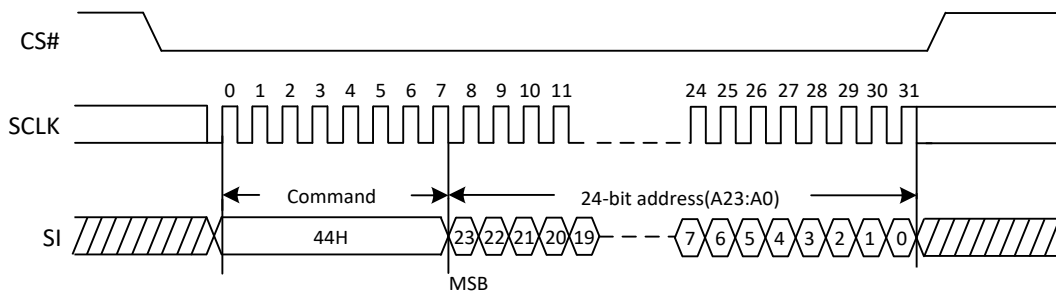 CS#
0 1 2 3 4 5 6 7 8 9 10 11 24 25 26 27 28 29 30 31
SCLK
Command 24-bit address(A23:A0)
SI 44H 23 22 21 20 19 7 6 5 4 3 2 1 0
MSB